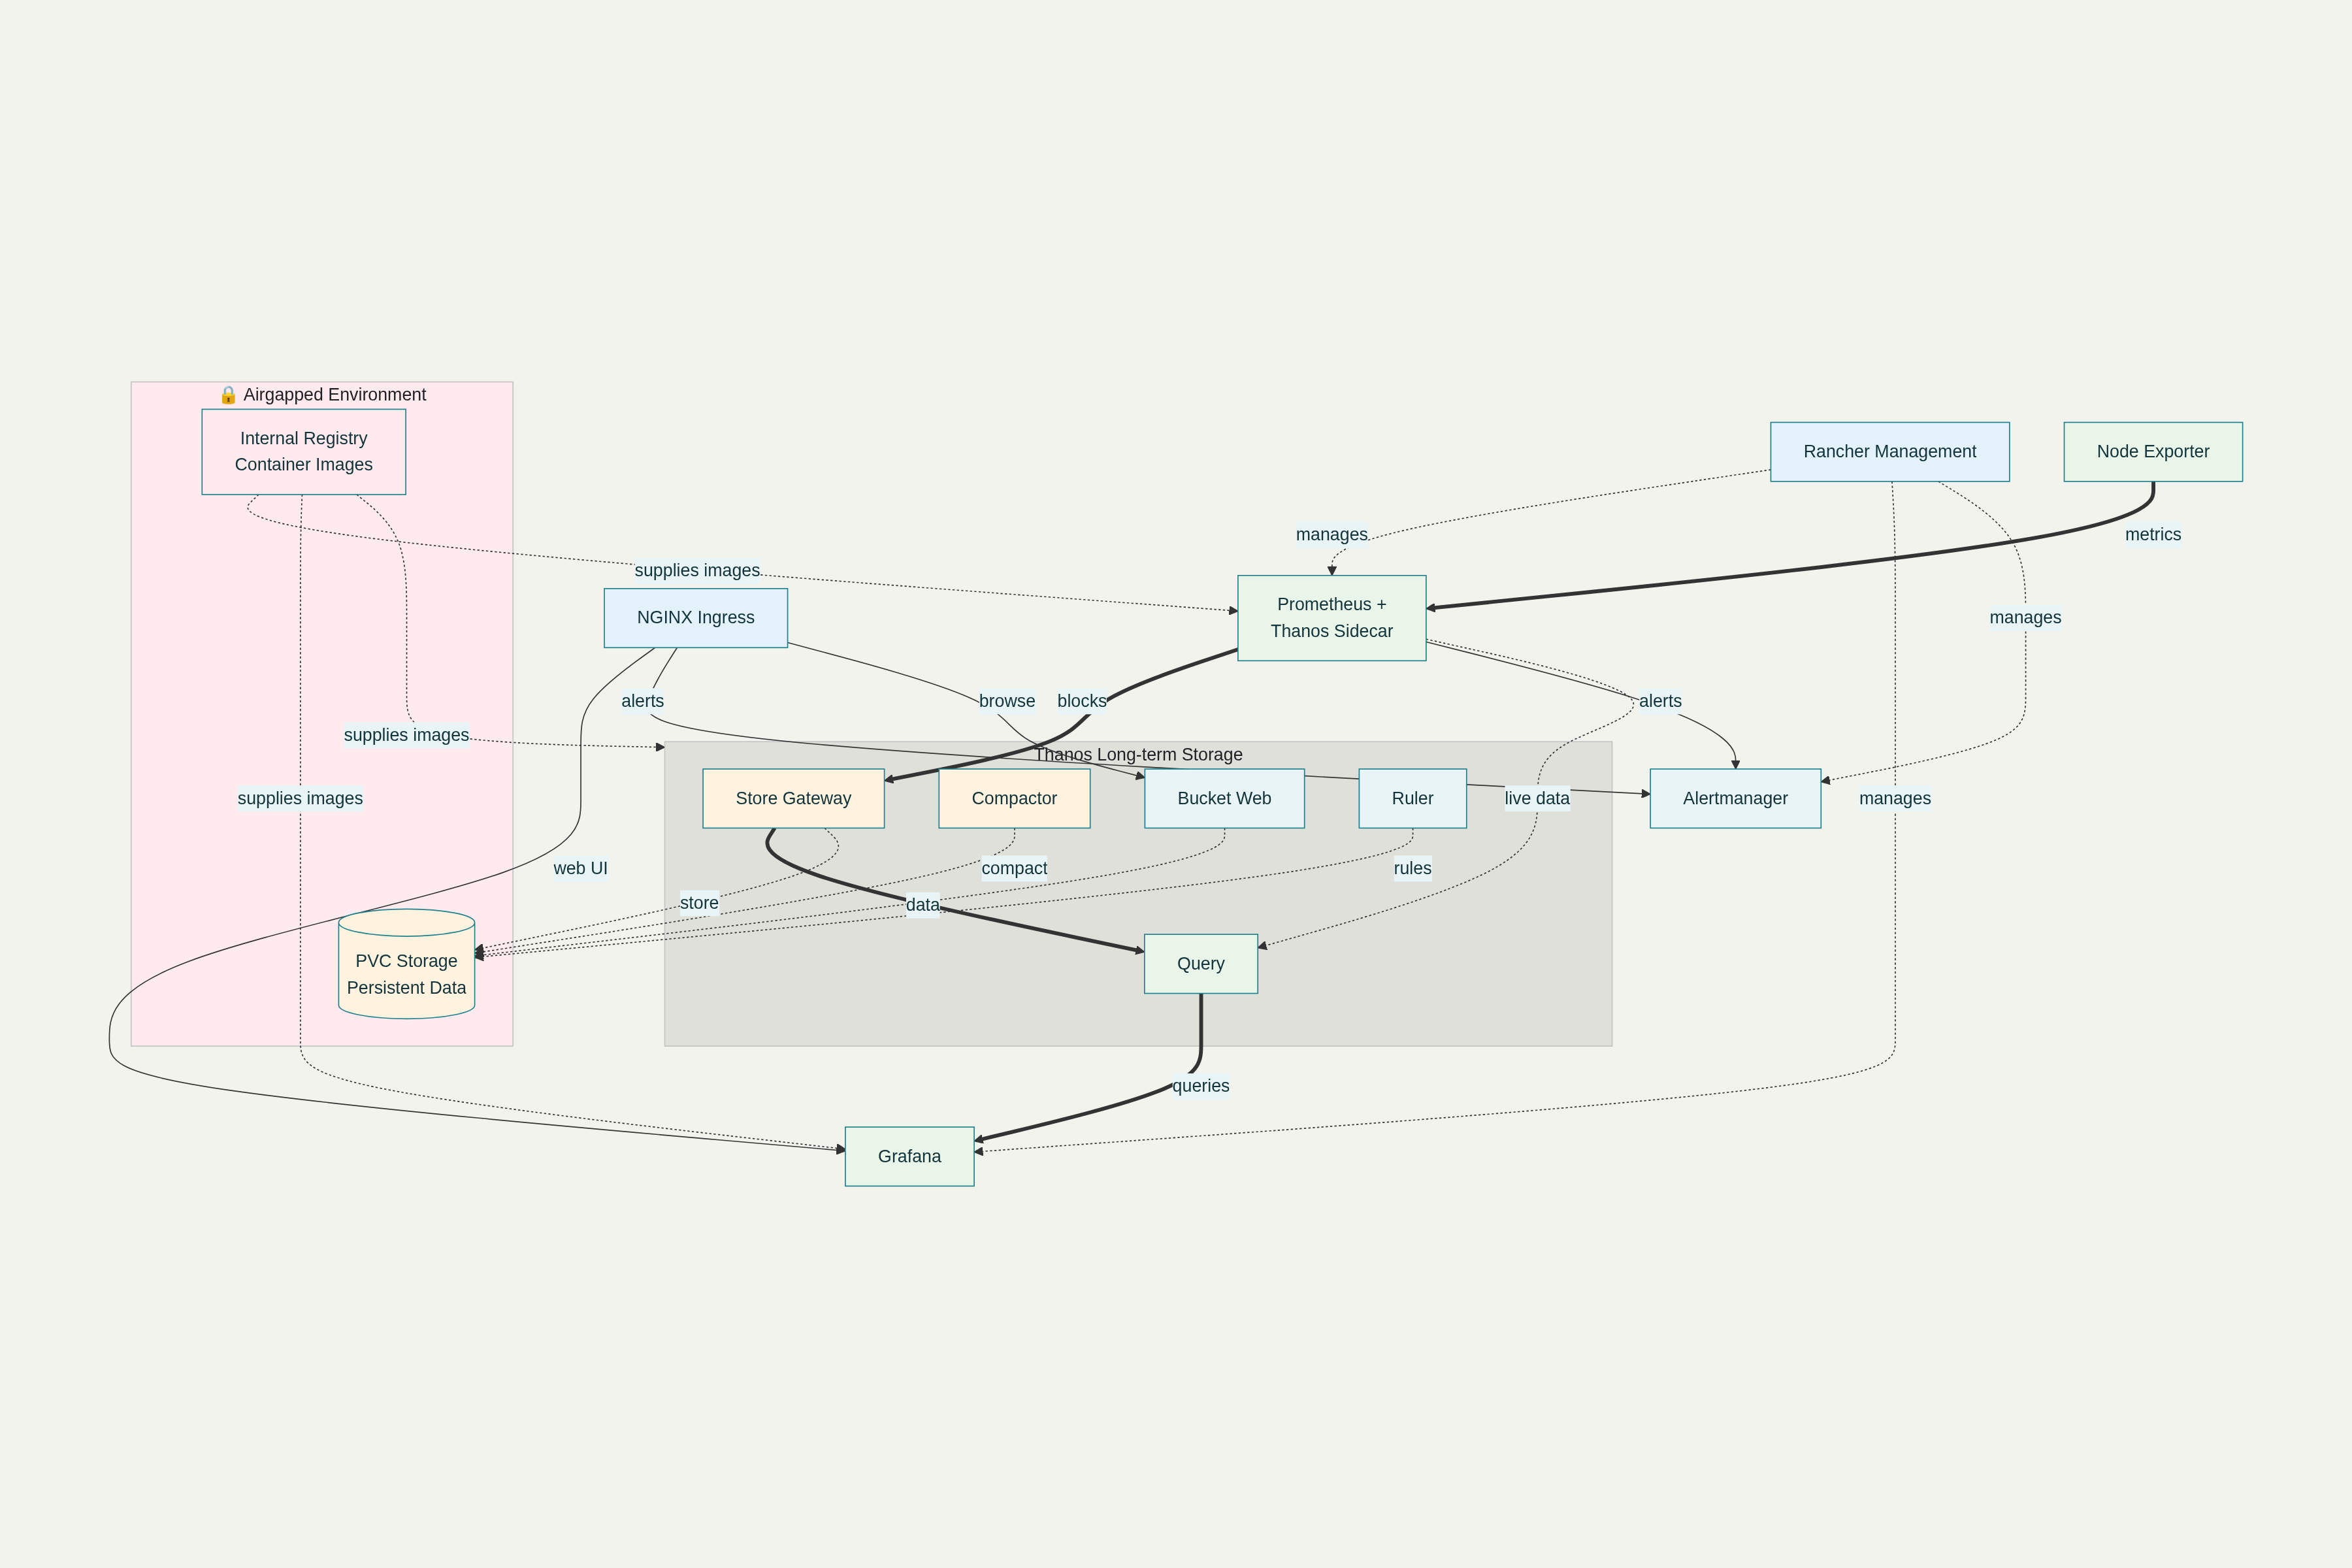 🔒 Airgapped Environment
Internal Registry
Container Images
Rancher Management
Node Exporter
manages
metrics
supplies images
NGINX Ingress
Prometheus +
Thanos Sidecar
manages
alerts
browse
blocks
alerts
supplies images
Thanos Long-term Storage
supplies images
Store Gateway
Compactor
Bucket Web
Ruler
live data
Alertmanager
manages
web UI
compact
rules
store
data
PVC Storage
Persistent Data
Query
queries
Grafana